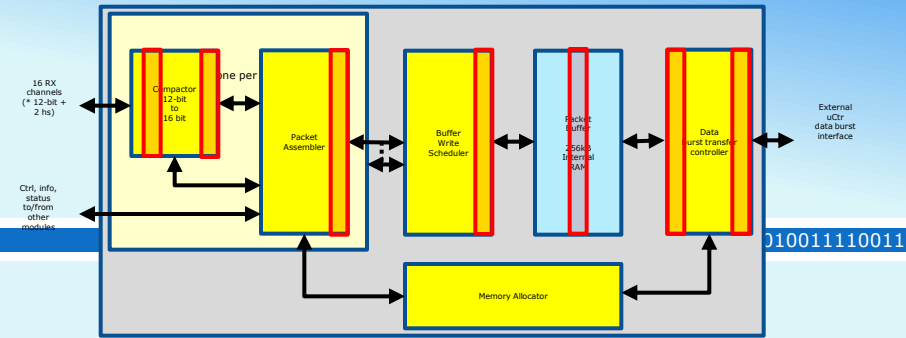 16 RX
channels
(* 12-bit +
2 hs)
Ctrl, info,
status
to/from
other
modules
one per
Compactor
12-bit
to
16 bit
Packet
Assembler
Buffer
Write
Scheduler
Packet
Buffer
256kB
Internal
RAM
Data
burst transfer
controller
External
uCtr
data burst
interface
Memory Allocator
010011110011